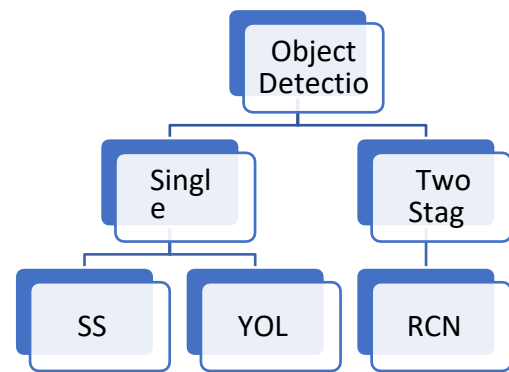 Object
Detectio
Singl
e
Two
Stag
SS
YOL
RCN